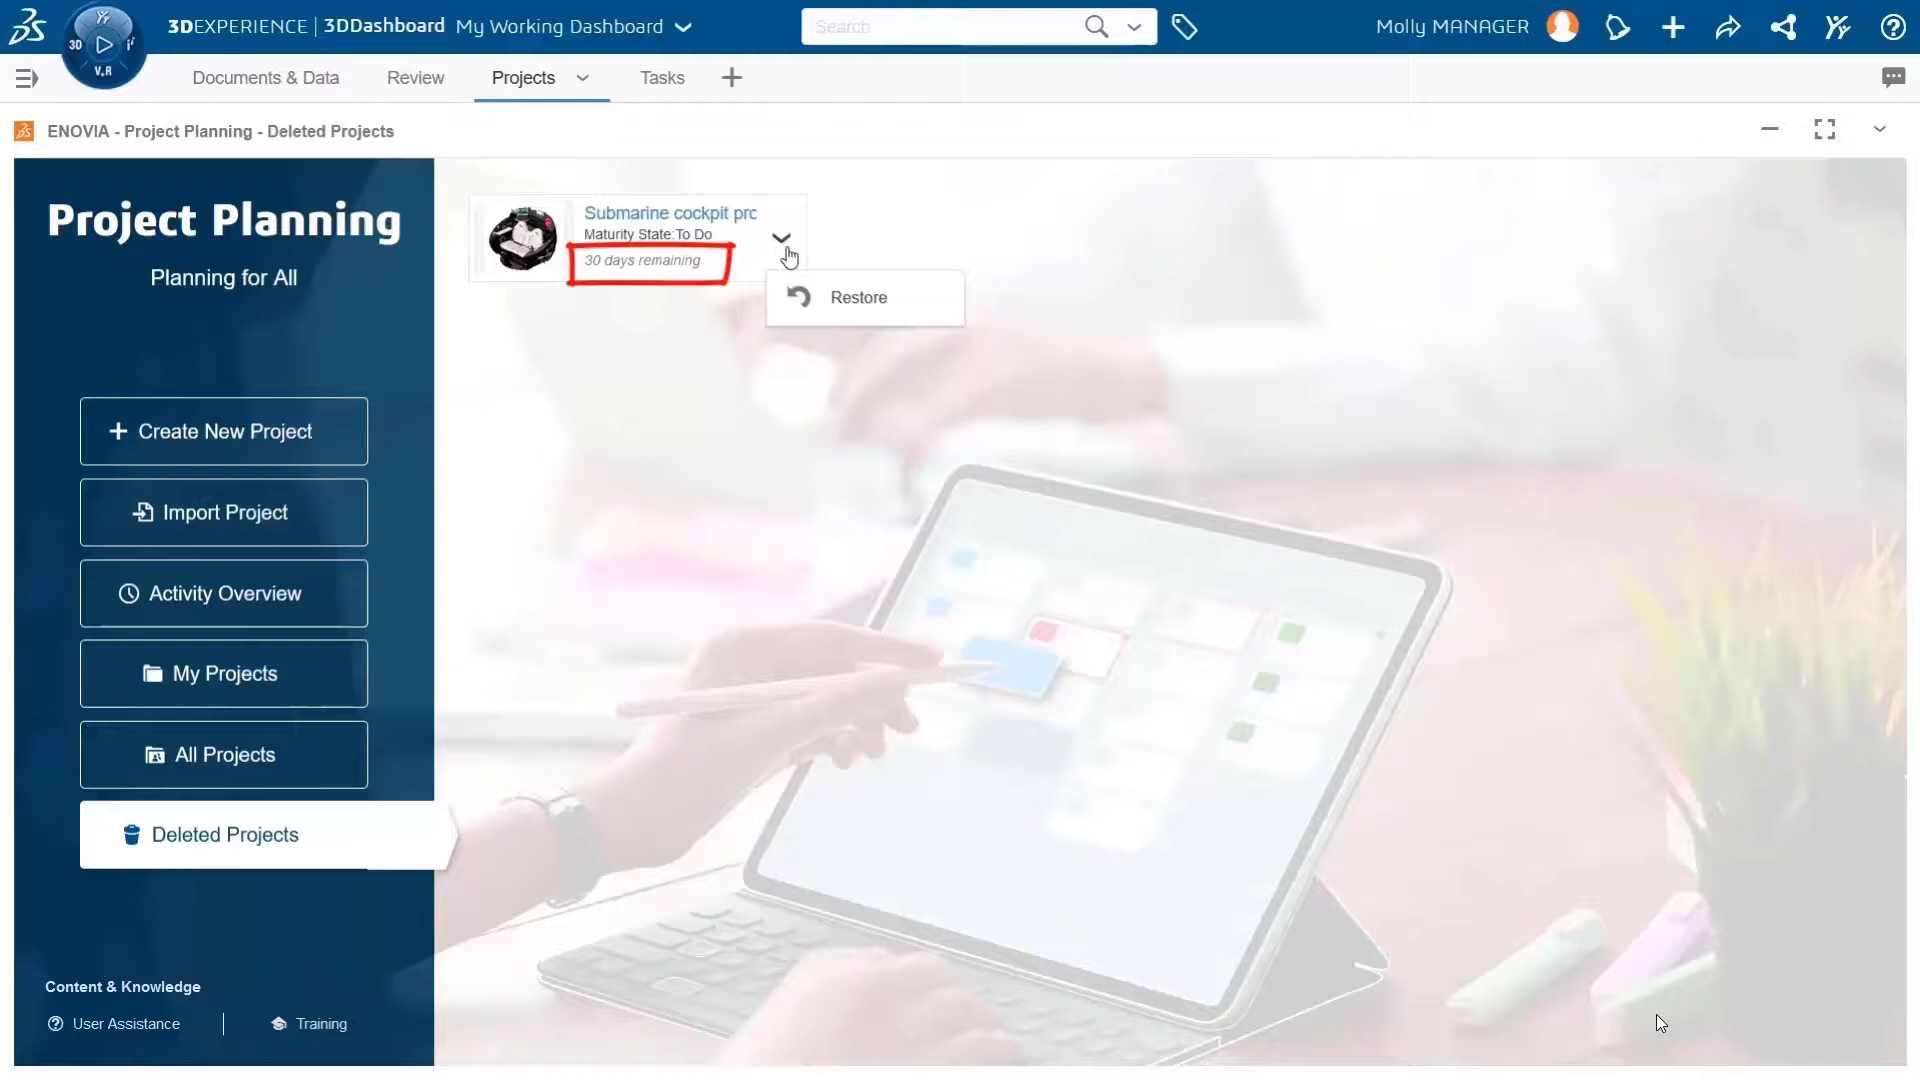 3DEXPERIENCE | 3DDashboard My Working Dashboard
Search
Molly MANAGER
3D
V.R
Documents & Data
Review
Projects
Tasks
ENOVIA - Project Planning - Deleted Projects
Project Planning
Planning for All
Submarine cockpit pro
Maturity State:To Do
30 days remaining
Restore
Create New Project
Import Project
Activity Overview
My Projects
All Projects
Deleted Projects
Content & Knowledge
User Assistance
Training